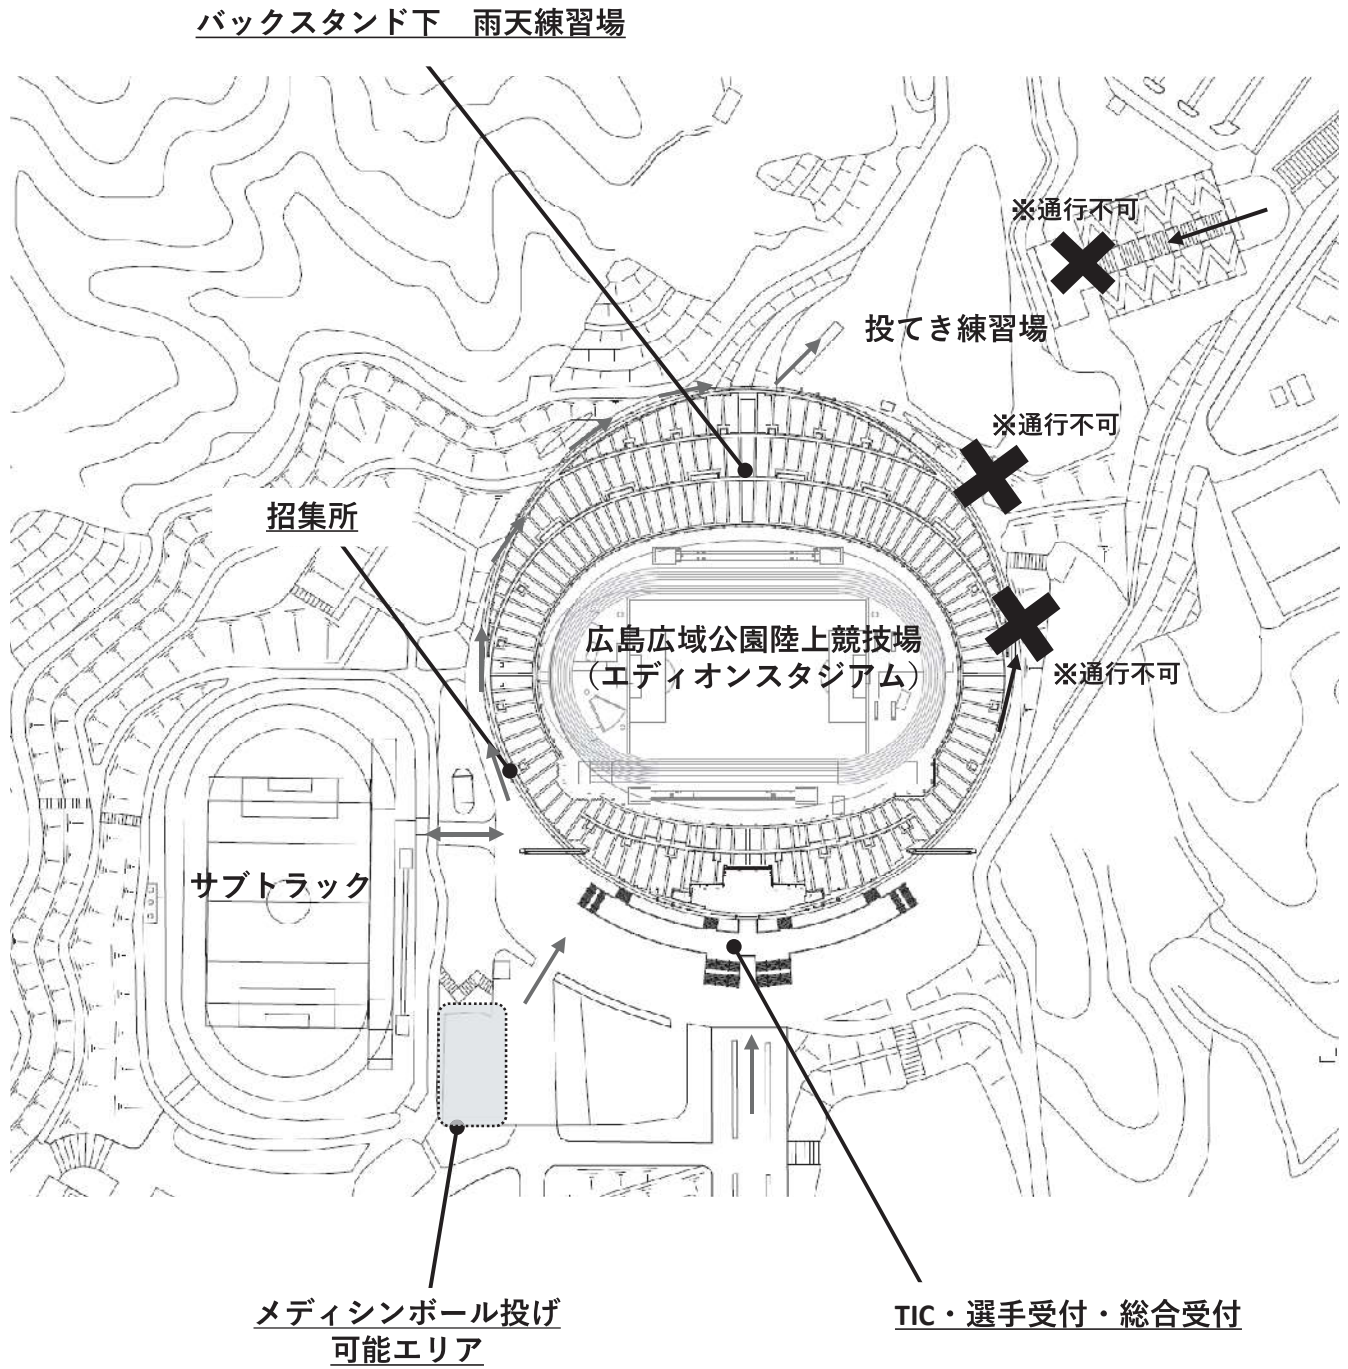 バックスタンド下　雨天練習場
※通行不可
投てき練習場
※通行不可
招集所
広島広域公園陸上競技場
（エディオンスタジアム）
※通行不可
サブトラック
メディシンボール投げ
可能エリア
TIC・選手受付・総合受付